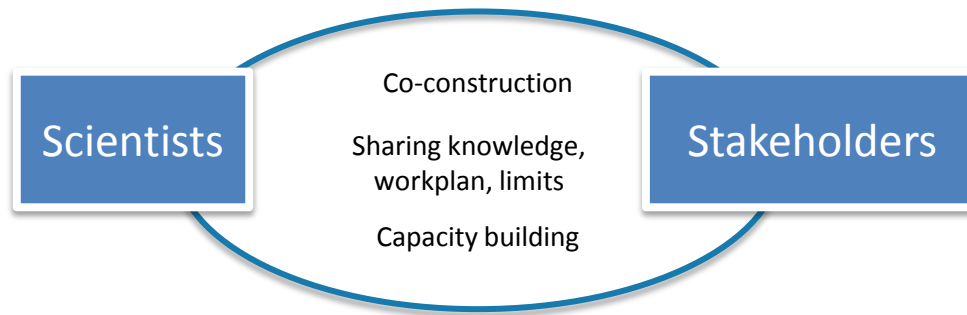 Co-construction
Scientists
Sharing knowledge,
workplan, limits
Stakeholders
Capacity building